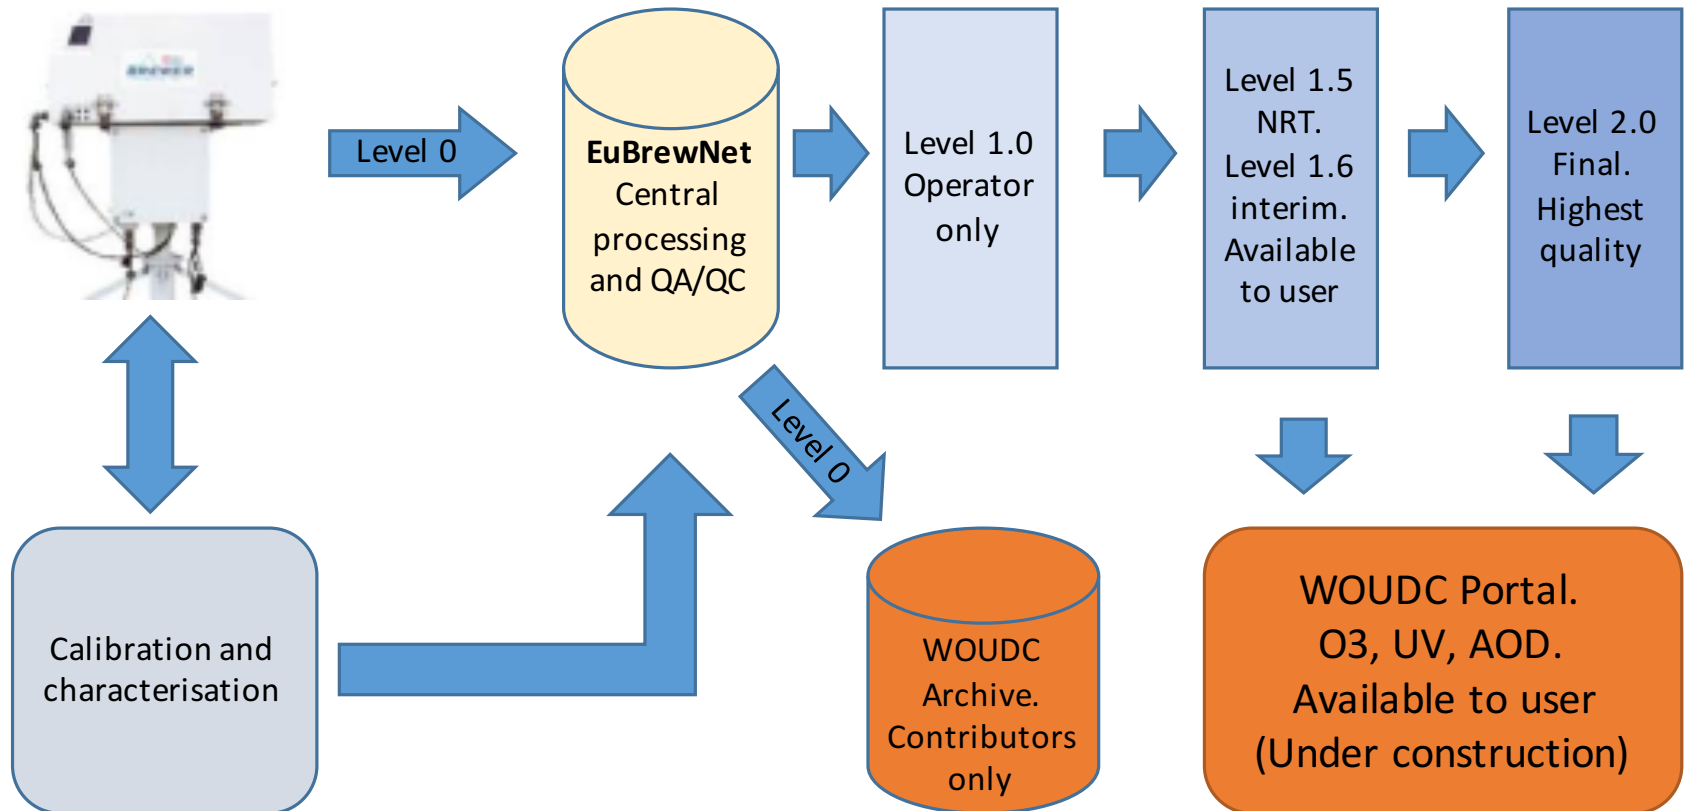 BREWER
Level 0
EuBrewNet
Central
processing
and QA/QC
Level 1.0
Operator
only
Level 1.5
NRT.
Level 1.6
interim.
Available
to user
Level 2.0
Final.
Highest
quality
Level 0
Calibration and
characterisation
WOUDC
Archive.
Contributors
only
WOUDC Portal.
O3, UV, AOD.
Available to user
(Under construction)